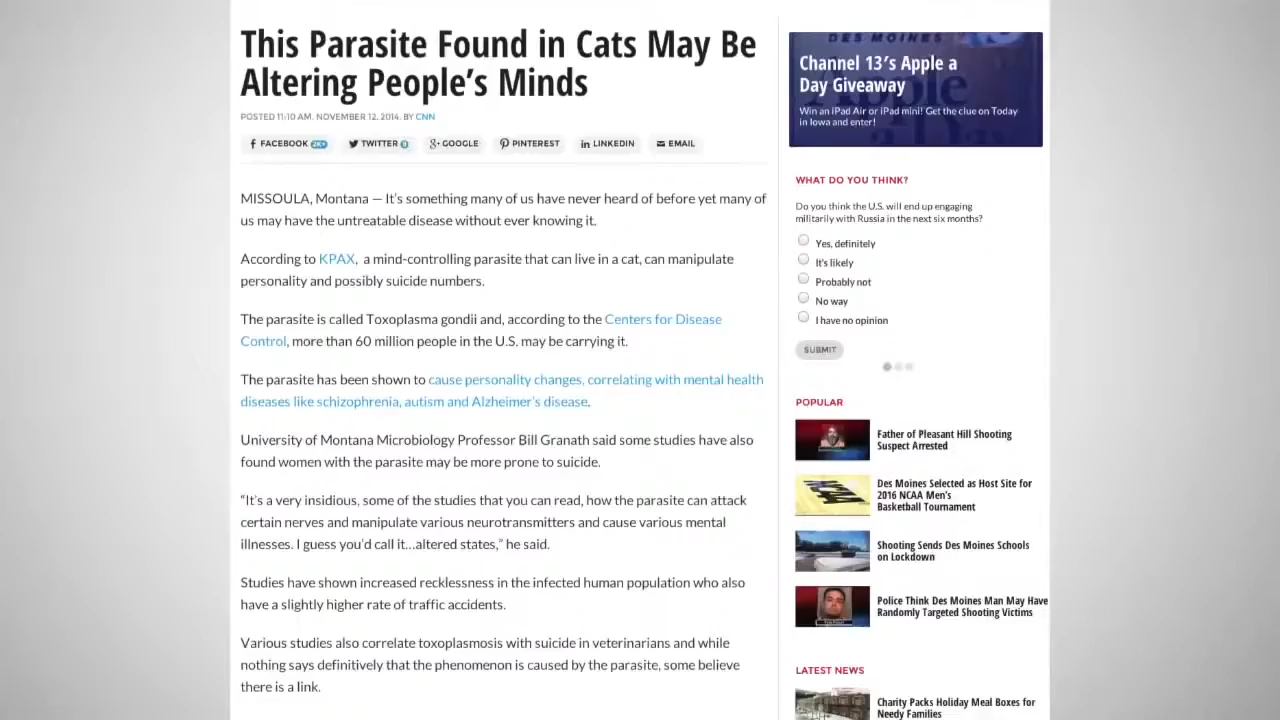 This Parasite Found in Cats May Be
Altering People's Minds
POSTED 11:10 AM, NOVEMBER 12, 2014, BY CNN
FACEBOOK 2K+ TWITTER 0 GOOGLE PINTEREST LINKEDIN EMAIL
MISSOULA, Montana — It's something many of us have never heard of before yet many of
us may have the untreatable disease without ever knowing it.
According to KPAX, a mind-controlling parasite that can live in a cat, can manipulate
personality and possibly suicide numbers.
The parasite is called Toxoplasma gondii and, according to the Centers for Disease
Control, more than 60 million people in the U.S. may be carrying it.
The parasite has been shown to cause personality changes, correlating with mental health
diseases like schizophrenia, autism and Alzheimer's disease.
University of Montana Microbiology Professor Bill Granath said some studies have also
found women with the parasite may be more prone to suicide.
“It's a very insidious, some of the studies that you can read, how the parasite can attack
certain nerves and manipulate various neurotransmitters and cause various mental
illnesses. I guess you'd call it...altered states,” he said.
Studies have shown increased recklessness in the infected human population who also
have a slightly higher rate of traffic accidents.
Various studies also correlate toxoplasmosis with suicide in veterinarians and while
nothing says definitively that the phenomenon is caused by the parasite, some believe
there is a link.
DES MOINES
Channel 13's Apple a
Day Giveaway
Win an iPad Air or iPad mini! Get the clue on Today
in Iowa and enter!
WHAT DO YOU THINK?
Do you think the U.S. will end up engaging
militarily with Russia in the next six months?
Yes, definitely
It's likely
Probably not
No way
I have no opinion
SUBMIT
POPULAR
Father of Pleasant Hill Shooting
Suspect Arrested
Des Moines Selected as Host Site for
2016 NCAA Men's
Basketball Tournament
Shooting Sends Des Moines Schools
on Lockdown
Police Think Des Moines Man May Have
Randomly Targeted Shooting Victims
LATEST NEWS
Charity Packs Holiday Meal Boxes for
Needy Families